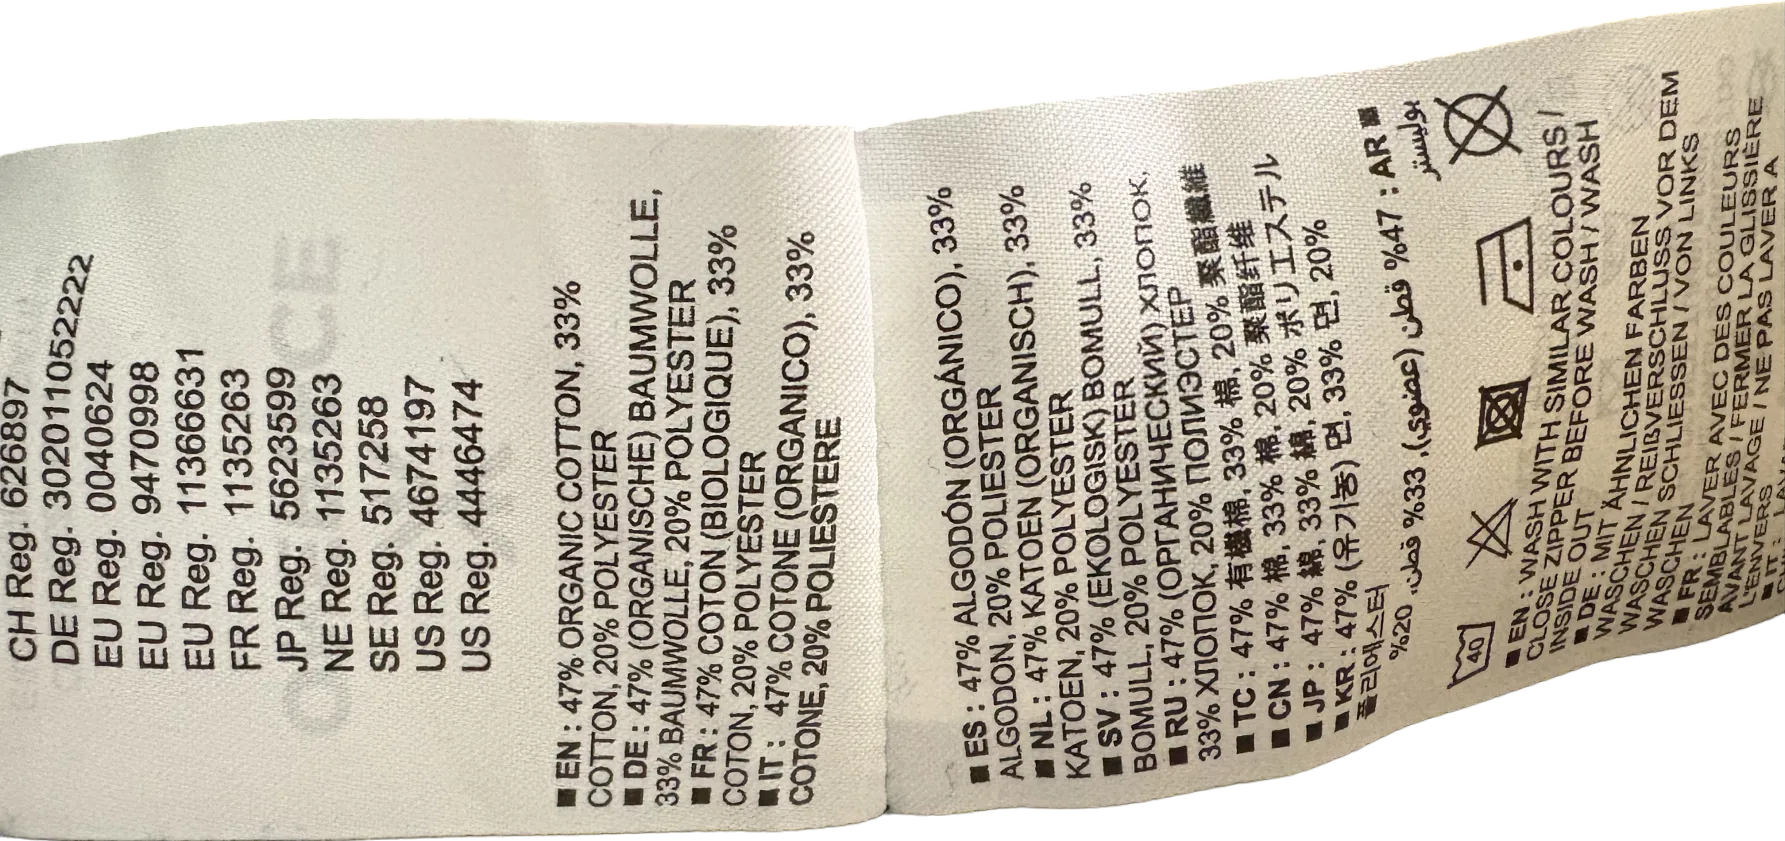 CH Reg. 626897
DE Reg. 3020110522222
EU Reg. 0040624
EU Reg. 9470998
EU Reg. 11366631
FR Reg. 1135263
JP Reg. 5623599
NE Reg. 1135263
SE Reg. 517258
US Reg. 4674197
US Reg. 4446474
■ EN : 47% ORGANIC COTTON, 33%
COTTON, 20% POLYESTER
■ DE : 47% (ORGANISCHE) BAUMWOLLE,
33% BAUMWOLLE, 20% POLYESTER
■ FR : 47% COTON (BIOLOGIQUE), 33%
COTON, 20% POLYESTER
■ IT : 47% COTONE (ORGANICO), 33%
COTONE, 20% POLIESTERE
■ ES : 47% ALGODÓN (ORGÁNICO), 33%
ALGODON, 20% POLIESTER
■ NL : 47% KATOEN (ORGANISCH), 33%
KATOEN, 20% POLYESTER
■ SV : 47% (EKOLOGISK) BOMULL, 33%
BOMULL, 20% POLYESTER
■ RU : 47% (ОРГАНИЧЕСКИЙ) ХЛОПОК,
33% ХЛОПОК, 20% ПОЛИЭСТЕР
■ TC : 47% 有機棉, 33% 棉, 20% 聚酯纖維
■ CN : 47% 棉, 33% 棉, 20% 聚酯纤维
■ JP : 47% 綿, 33% 綿, 20% ポリエステル
■ KR : 47% (유기농) 면, 33% 면, 20%
폴리에스터
■ AR : 47% قطن (عضوي), 33% قطن, 20%
بوليستر
40
■ EN : WASH WITH SIMILAR COLOURS /
CLOSE ZIPPER BEFORE WASH / WASH
INSIDE OUT
■ DE : MIT ÄHNLICHEN FARBEN
WASCHEN / REIßVERSCHLUSS VOR DEM
WASCHEN SCHLIESSEN / VON LINKS
WASCHEN
■ FR : LAVER AVEC DES COULEURS
SEMBLABLES / FERMER LA GLISSIÈRE
AVANT LAVAGE / NE PAS LAVER A
L'ENVERS
■ IT :